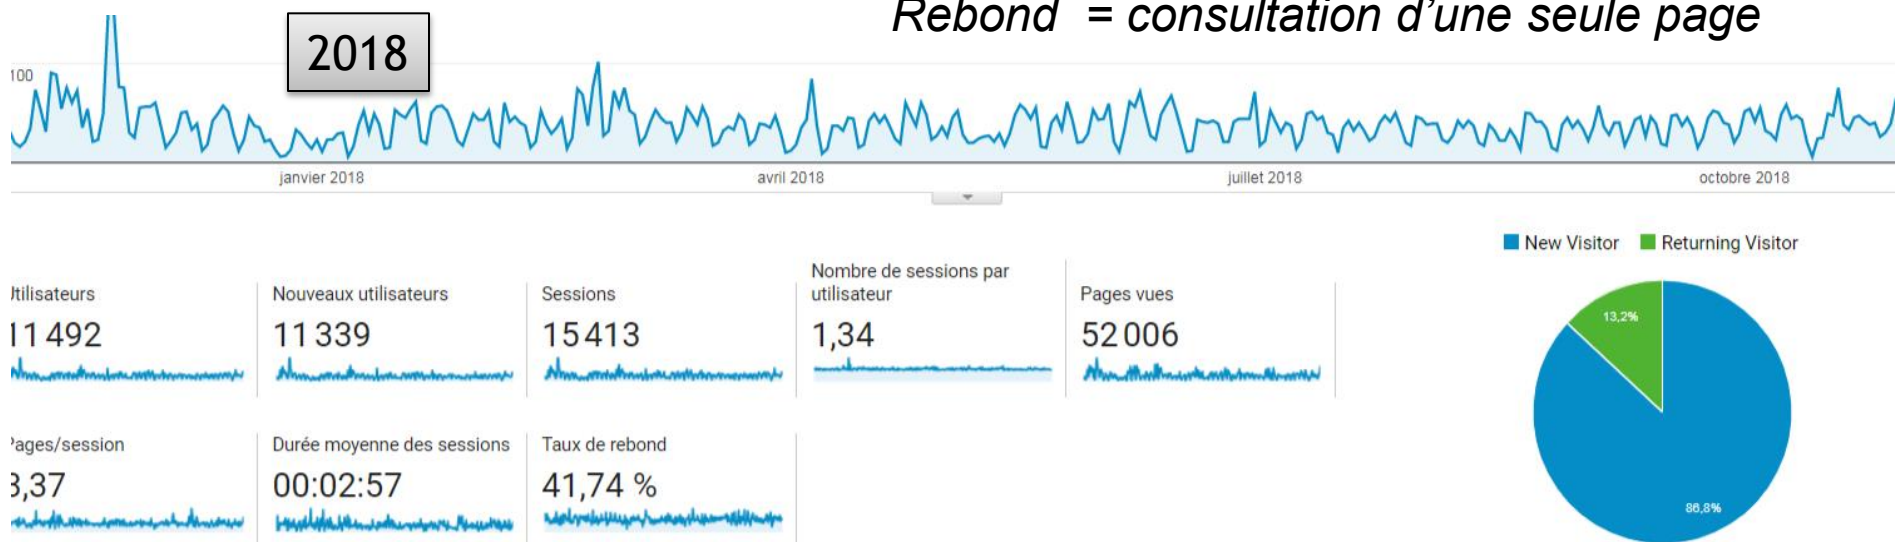 Rebond = consultation d’une seule page
2018
100
janvier 2018
avril 2018
juillet 2018
octobre 2018
New Visitor
Returning Visitor
Utilisateurs
11 492
Nouveaux utilisateurs
11 339
Sessions
15 413
Nombre de sessions par
utilisateur
1,34
Pages vues
52 006
Pages/session
3,37
Durée moyenne des sessions
00:02:57
Taux de rebond
41,74 %
13,2%
86,8%